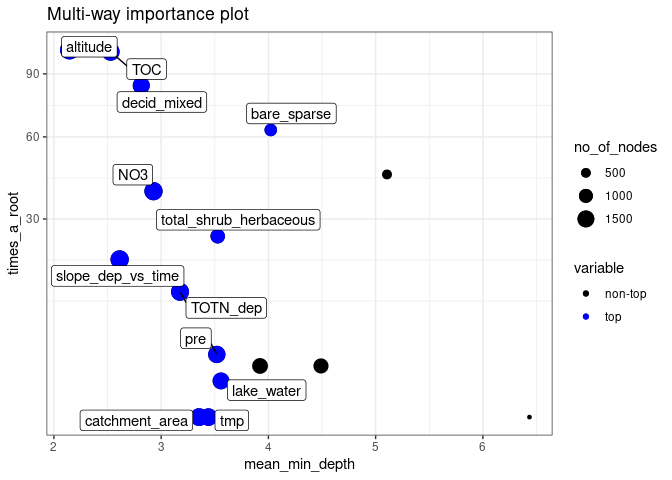 Multi-way importance plot
altitude
TOC
decid_mixed
bare_sparse
NO3
total_shrub_herbaceous
slope_dep_vs_time
TOTN_dep
pre
lake_water
catchment_area
tmp
90
60
30
times_a_root
2
3
4
5
6
mean_min_depth
no_of_nodes
500
1000
1500
variable
non-top
top